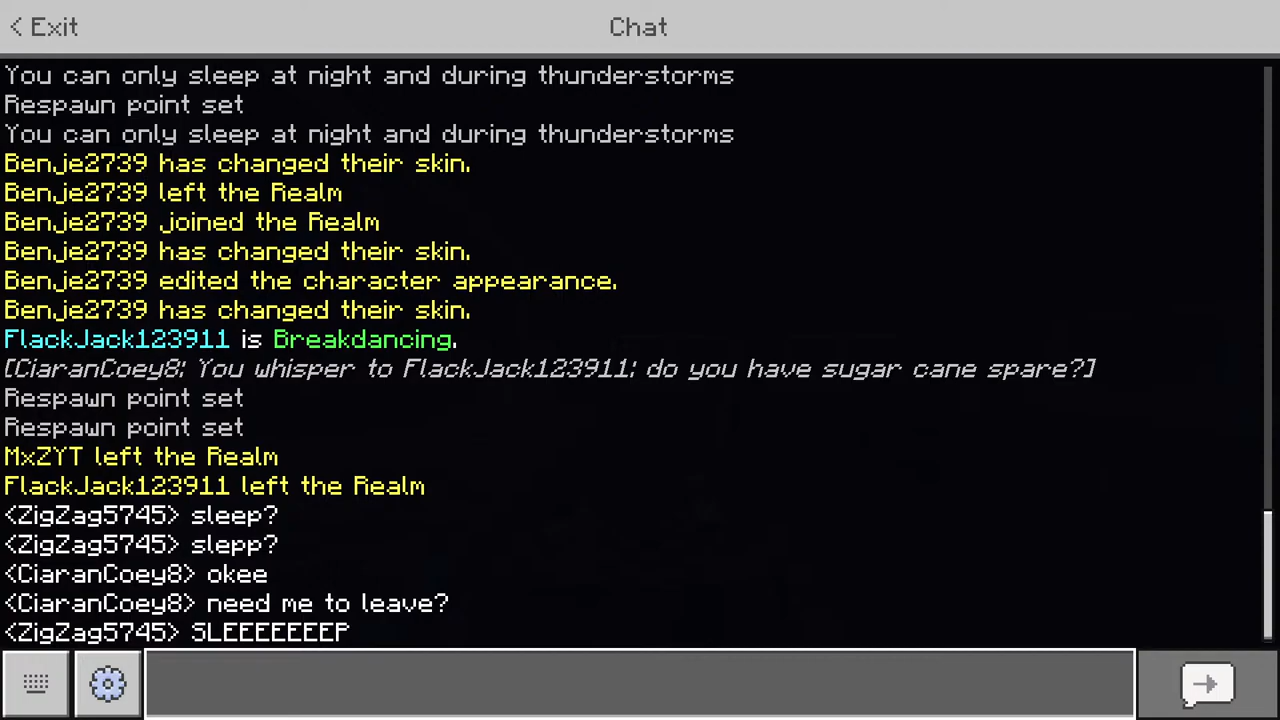 < Exit
Chat
You can only sleep at night and during thunderstorms
Respawn point set
You can only sleep at night and during thunderstorms
Benje2739 has changed their skin.
Benje2739 left the Realm
Benje2739 joined the Realm
Benje2739 has changed their skin.
Benje2739 edited the character appearance.
Benje2739 has changed their skin.
FlackJack123911 is Breakdancing.
[CiaranCoey8: You whisper to FlackJack123911: do you have sugar cane spare?]
Respawn point set
Respawn point set
MxZYT left the Realm
FlackJack123911 left the Realm
<ZigZag5745> sleep?
<ZigZag5745> slepp?
<CiaranCoey8> okee
<CiaranCoey8> need me to leave?
<ZigZag5745> SLEEEEEEEP